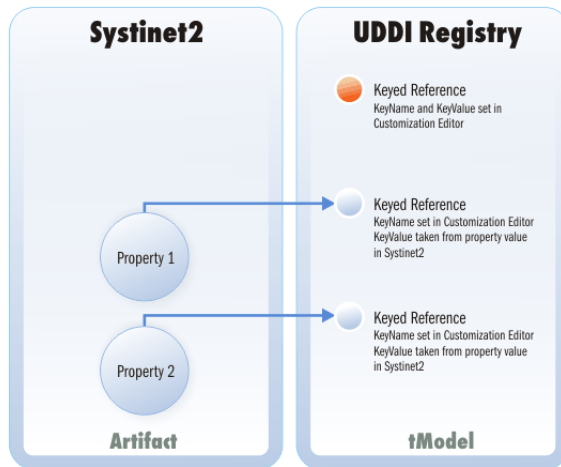 Systinet2
UDDI Registry
Keyed Reference
KeyName and KeyValue set in
Customization Editor
Keyed Reference
KeyName set in Customization Editor
KeyValue taken from property value
in Systinet2
Property 1
Keyed Reference
KeyName set in Customization Editor
KeyValue taken from property value
in Systinet2
Property 2
Artifact
tModel